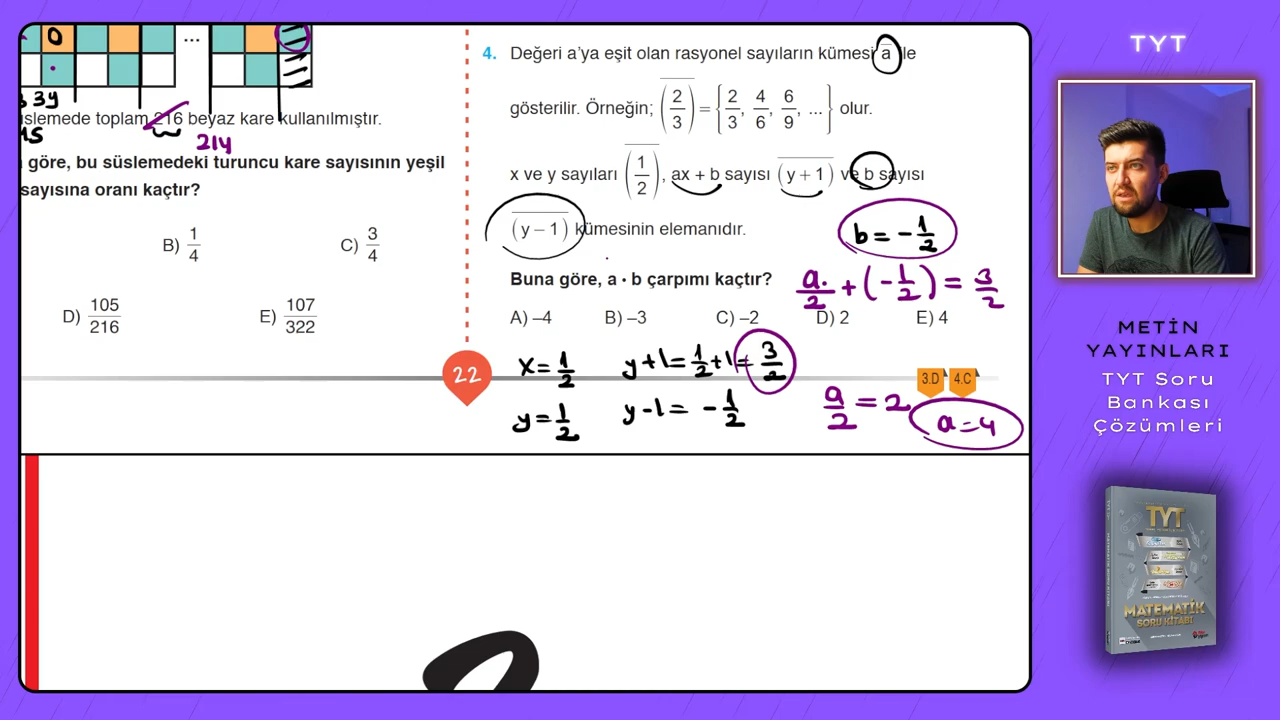 0
...
3y
üslemede toplam 216 beyaz kare kullanılmıştır.
214
göre, bu süslemedeki turuncu kare sayısının yeşil
sayısına oranı kaçtır?
B) 1/4
C) 3/4
D) 105/216
E) 107/322
22
4. Değeri a'ya eşit olan rasyonel sayıların kümesi a̅ ile
gösterilir. Örneğin; (2/3) = {2/3, 4/6, 6/9, ...} olur.
x ve y sayıları (1/2), ax + b sayısı (y + 1) ve b sayısı
(y – 1) kümesinin elemanıdır.
b = -1/2
Buna göre, a • b çarpımı kaçtır?
a·/2 + (-1/2) = 3/2
A) –4 B) –3 C) –2 D) 2 E) 4
x = 1/2 y+1 = 1/2+1 = 3/2
3.D 4.C
y = 1/2 y-1 = -1/2
a/2 = 2 a=4
TYT
METİN
YAYINLARI
TYT Soru
Bankası
Çözümleri
TYT
MATEMATİK
SORU KİTABI